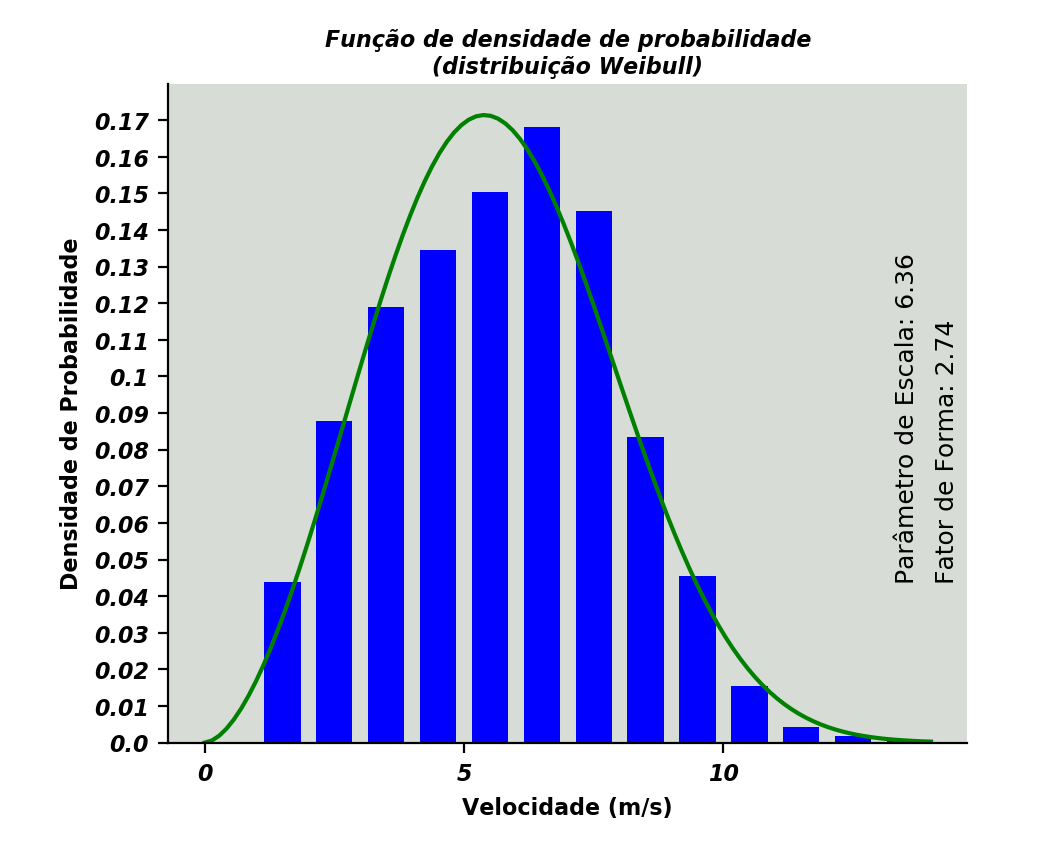 Função de densidade de probabilidade
(distribuição Weibull)
Densidade de Probabilidade
0.17
0.16
0.15
0.14
0.13
0.12
0.11
0.1
0.09
0.08
0.07
0.06
0.05
0.04
0.03
0.02
0.01
0.0
0 5 10
Velocidade (m/s)
Parâmetro de Escala: 6.36
Fator de Forma: 2.74